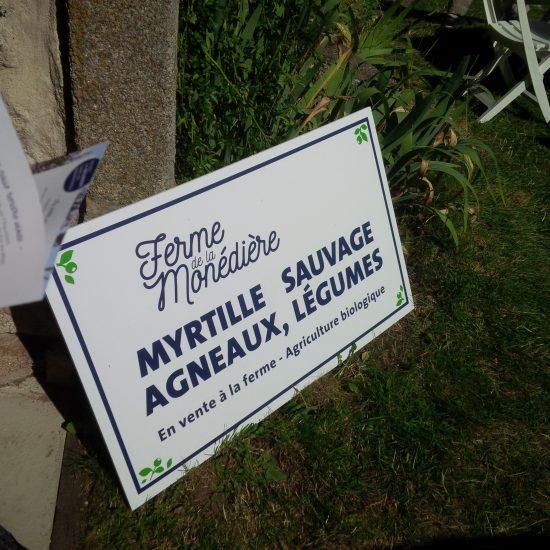 Ferme
de la
Monédière
MYRTILLE SAUVAGE
AGNEAUX, LÉGUMES
En vente à la ferme - Agriculture biologique